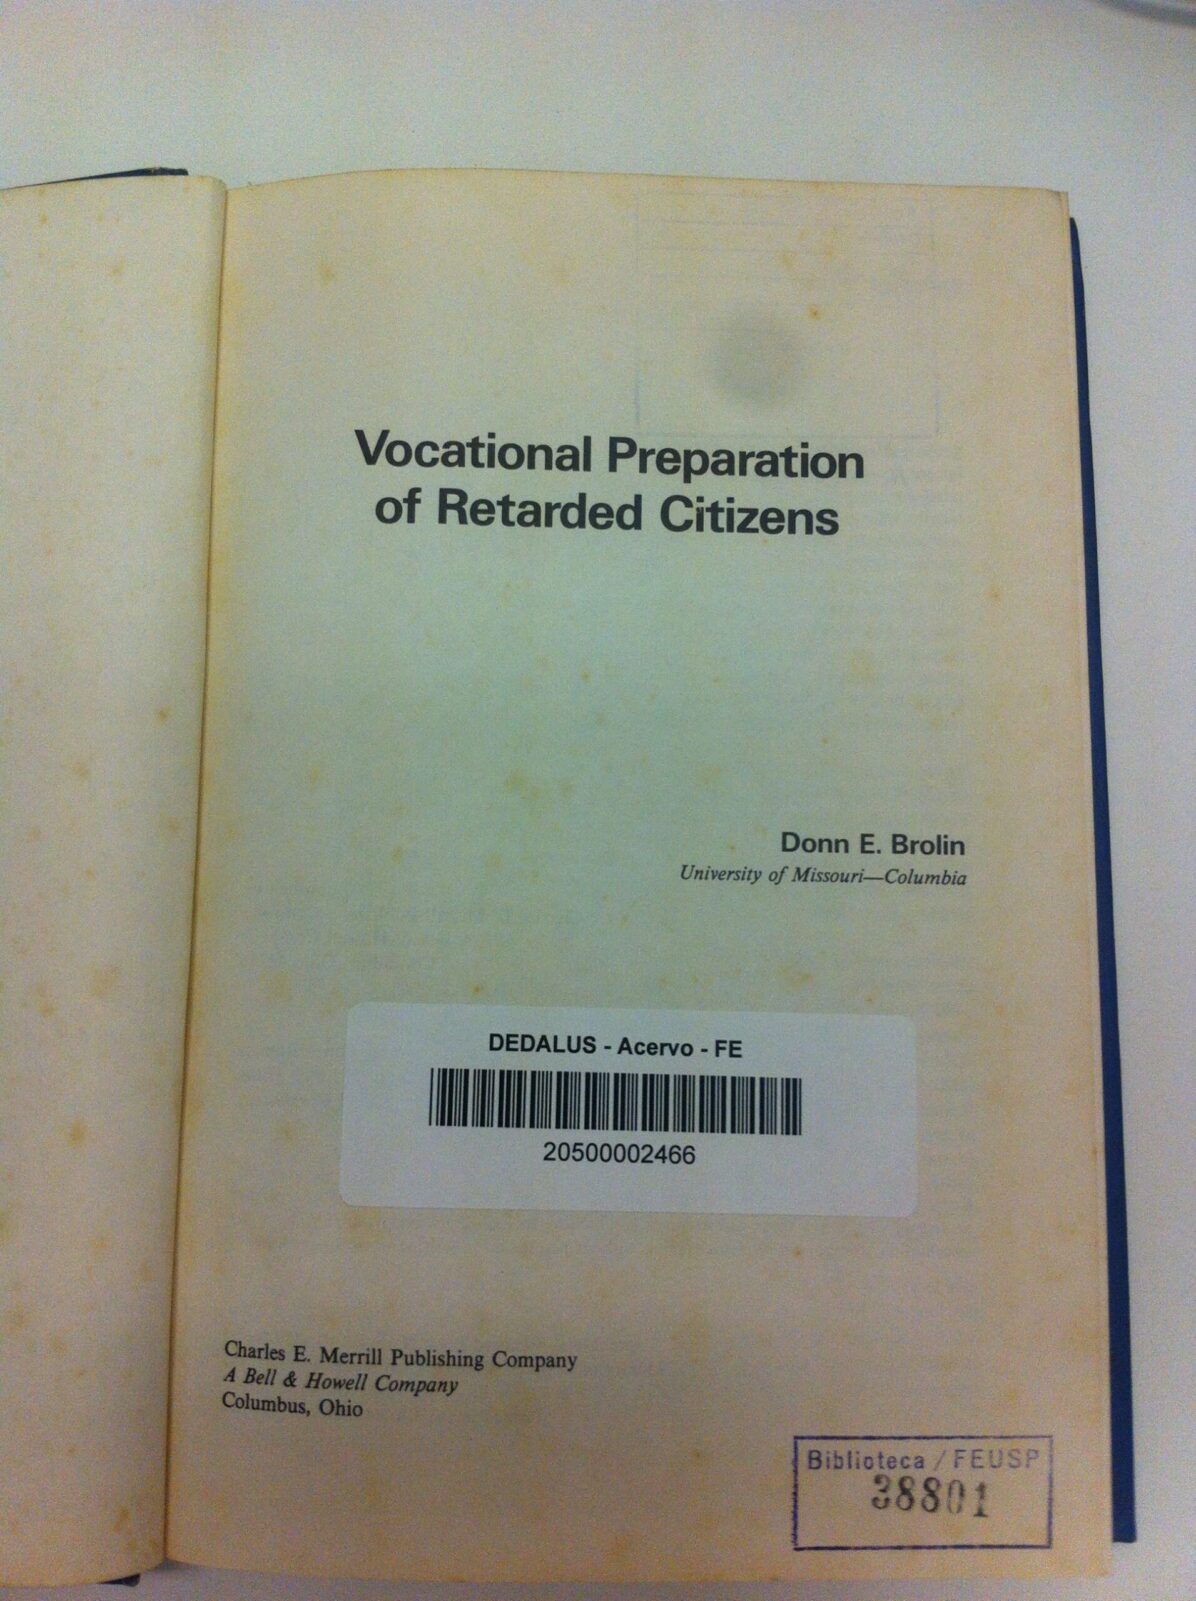 Vocational Preparation
of Retarded Citizens
Donn E. Brolin
University of Missouri—Columbia
DEDALUS - Acervo - FE
20500002466
Charles E. Merrill Publishing Company
A Bell & Howell Company
Columbus, Ohio
Biblioteca / FEUSP
38801